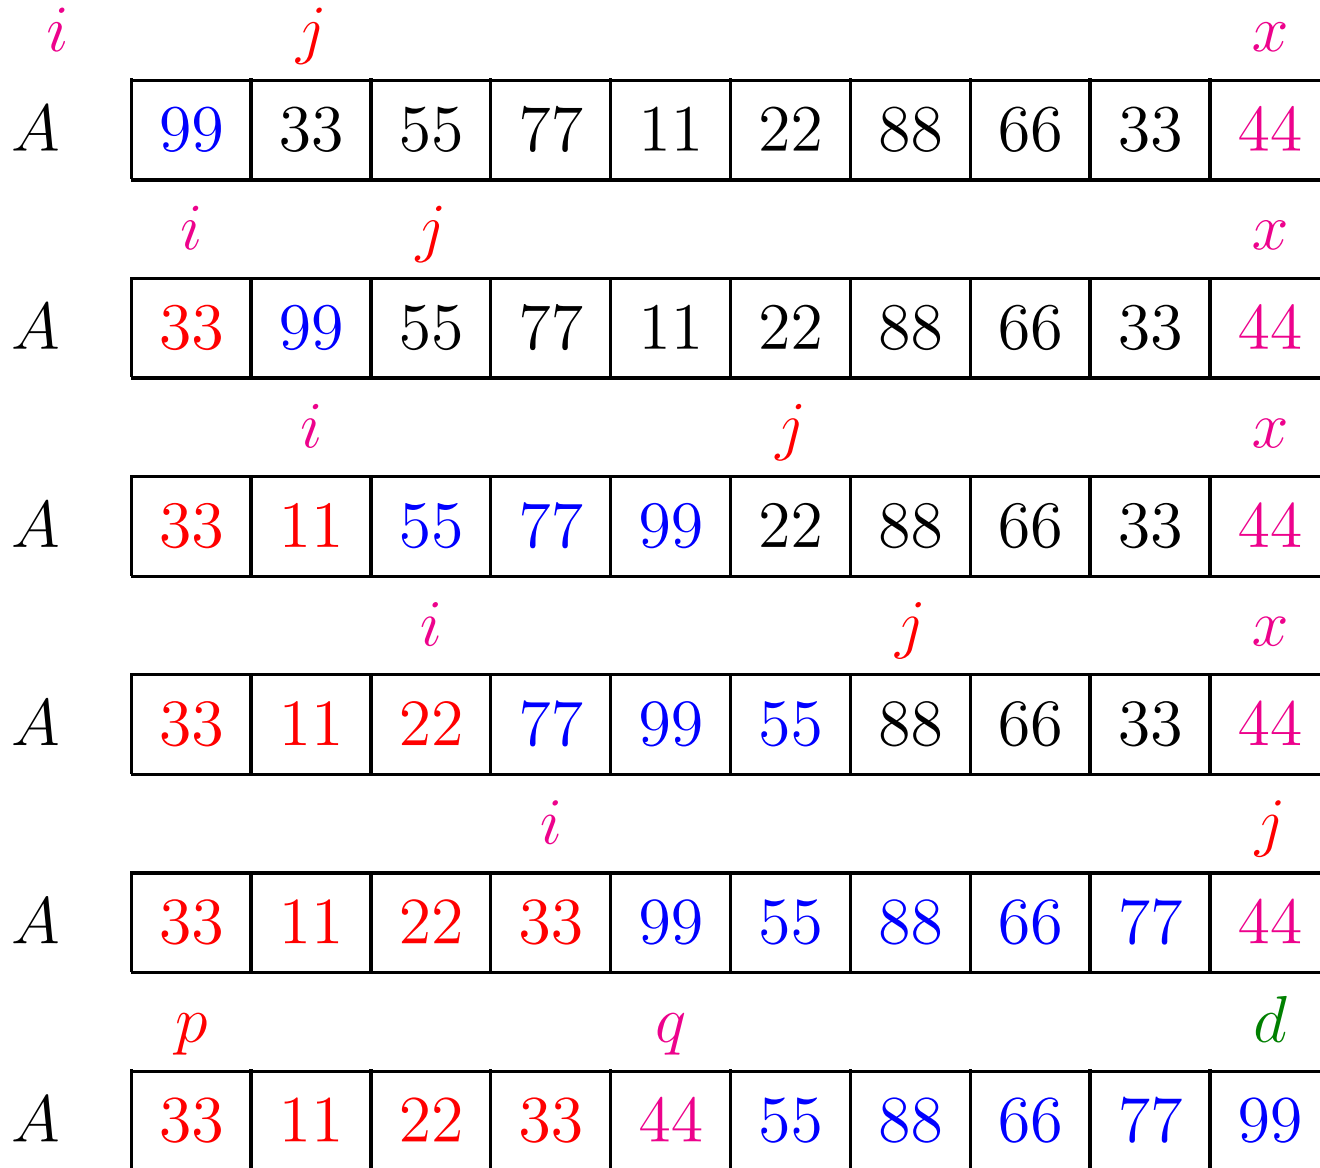 i j x
A 99 33 55 77 11 22 88 66 33 44
i j x
A 33 99 55 77 11 22 88 66 33 44
i j x
A 33 11 55 77 99 22 88 66 33 44
i j x
A 33 11 22 77 99 55 88 66 33 44
i j
A 33 11 22 33 99 55 88 66 77 44
p q d
A 33 11 22 33 44 55 88 66 77 99